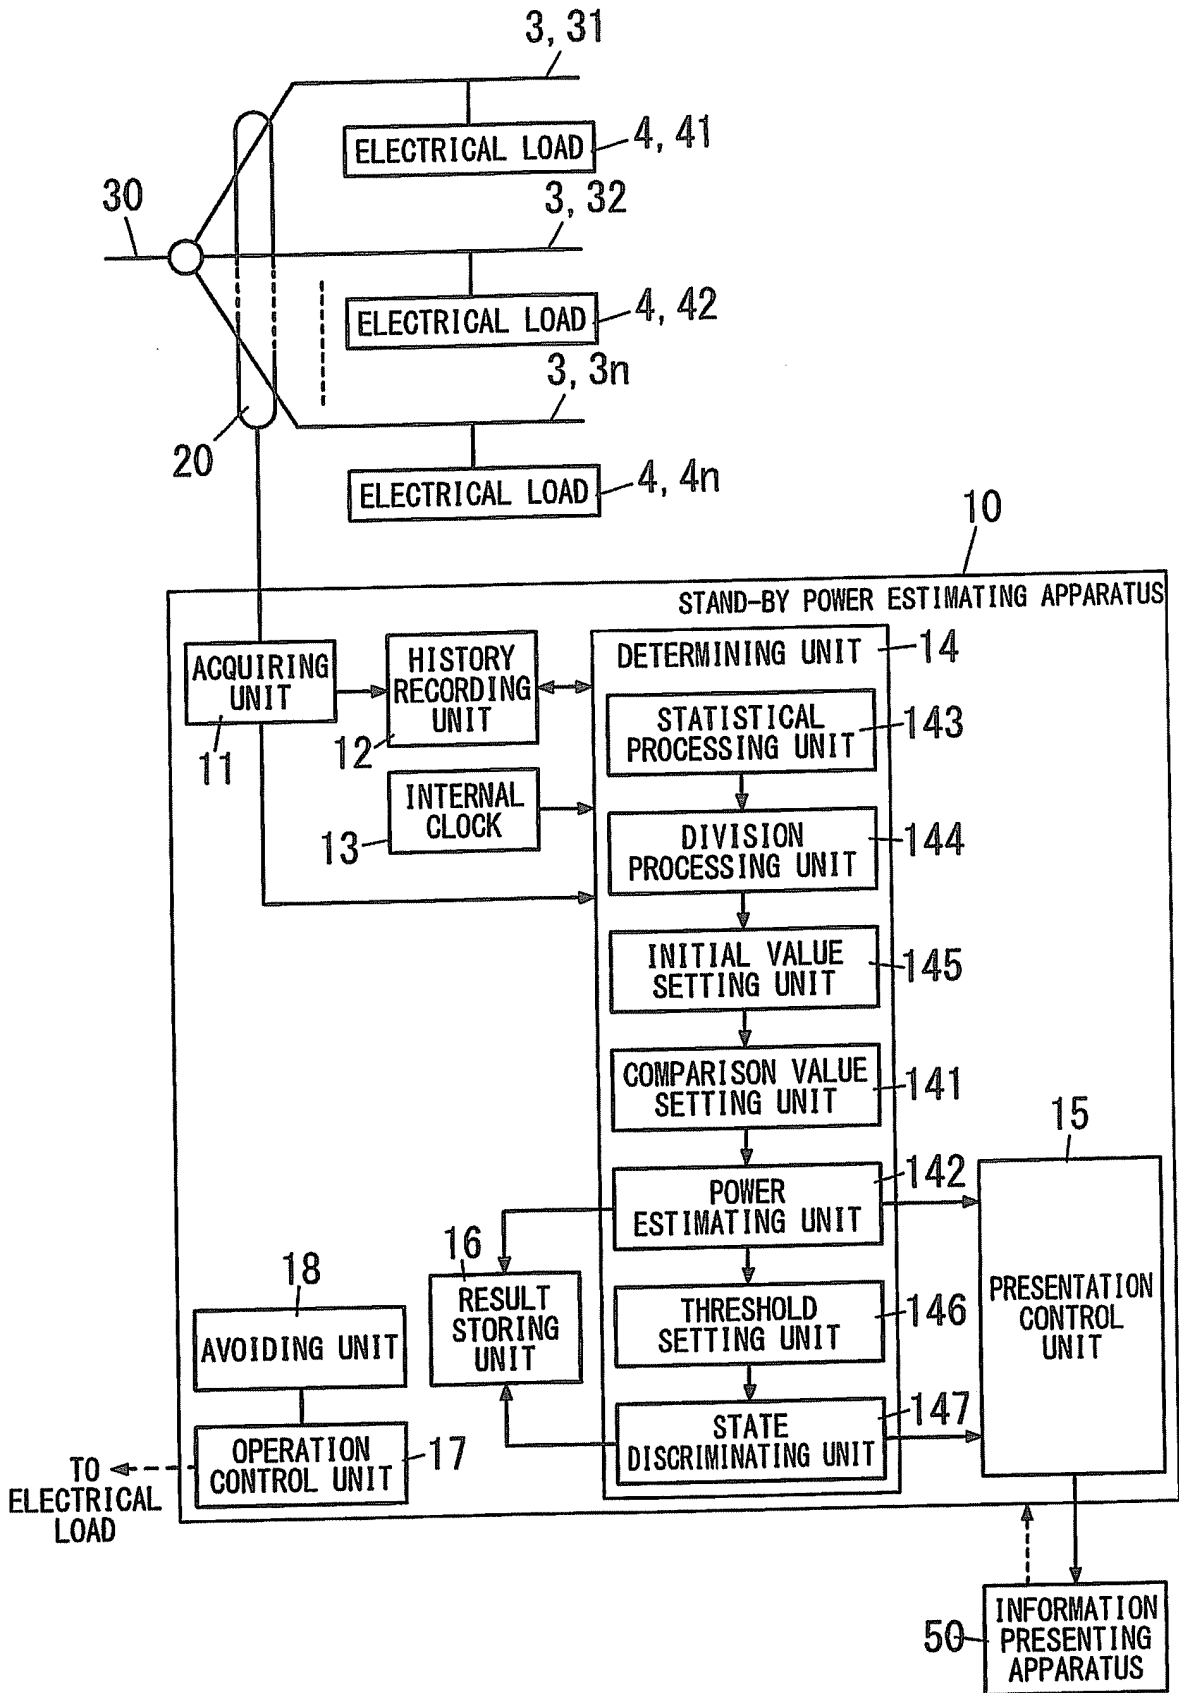 3, 31
ELECTRICAL LOAD
4, 41
30
3, 32
ELECTRICAL LOAD
4, 42
3, 3n
20
ELECTRICAL LOAD
4, 4n
10
STAND-BY POWER ESTIMATING APPARATUS
ACQUIRING
UNIT
11
HISTORY
RECORDING
UNIT
12
INTERNAL
CLOCK
13
DETERMINING UNIT
14
STATISTICAL
PROCESSING UNIT
143
DIVISION
PROCESSING UNIT
144
INITIAL VALUE
SETTING UNIT
145
COMPARISON VALUE
SETTING UNIT
141
POWER
ESTIMATING UNIT
142
THRESHOLD
SETTING UNIT
146
STATE
DISCRIMINATING UNIT
147
15
PRESENTATION
CONTROL
UNIT
16
RESULT
STORING
UNIT
18
AVOIDING UNIT
OPERATION
CONTROL UNIT
17
TO
ELECTRICAL
LOAD
INFORMATION
PRESENTING
APPARATUS
50